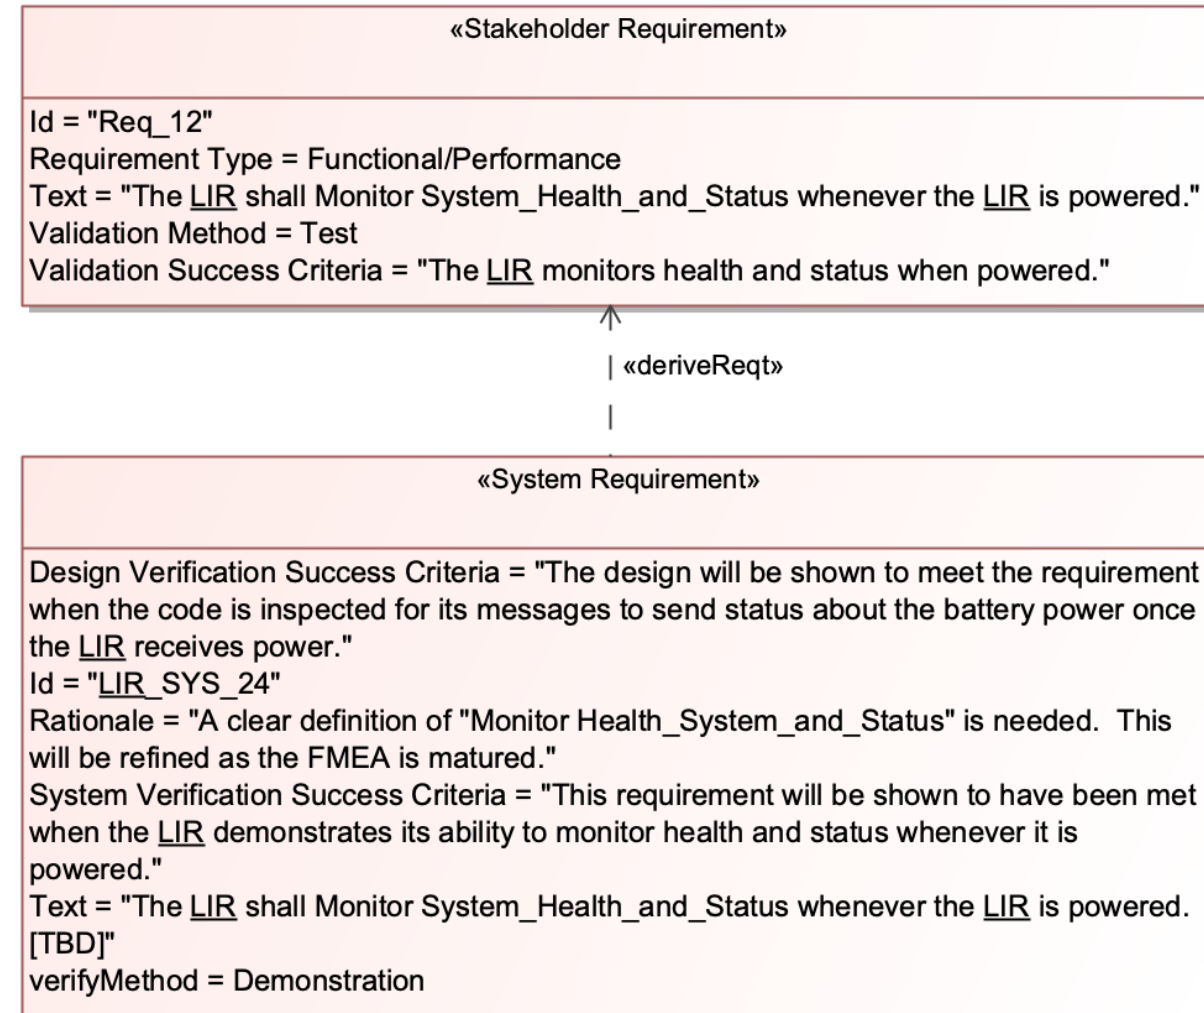 «Stakeholder Requirement»
Id = "Req_12"
Requirement Type = Functional/Performance
Text = "The LIR shall Monitor System_Health_and_Status whenever the LIR is powered."
Validation Method = Test
Validation Success Criteria = "The LIR monitors health and status when powered."
«deriveReqt»
«System Requirement»
Design Verification Success Criteria = "The design will be shown to meet the requirement
when the code is inspected for its messages to send status about the battery power once
the LIR receives power."
Id = "LIR_SYS_24"
Rationale = "A clear definition of "Monitor Health_System_and_Status" is needed.  This
will be refined as the FMEA is matured."
System Verification Success Criteria = "This requirement will be shown to have been met
when the LIR demonstrates its ability to monitor health and status whenever it is
powered."
Text = "The LIR shall Monitor System_Health_and_Status whenever the LIR is powered.
[TBD]"
verifyMethod = Demonstration